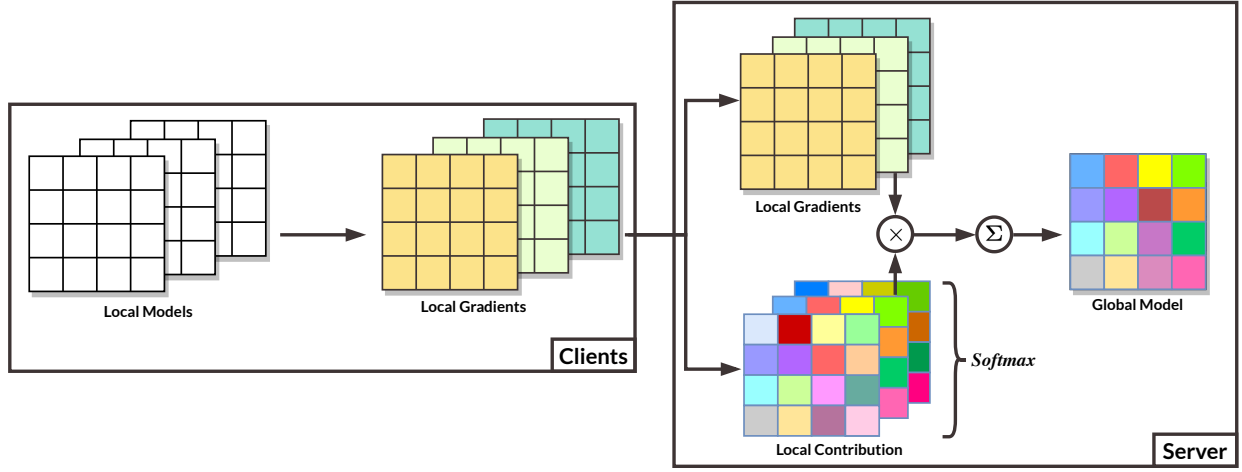 Local Models
Local Gradients
Clients
Local Gradients
×
Σ
Global Model
Softmax
Local Contribution
Server